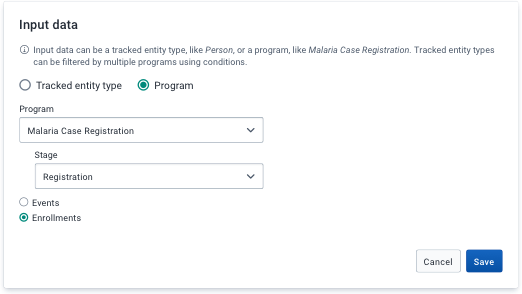 Input data
Input data can be a tracked entity type, like Person, or a program, like Malaria Case Registration. Tracked entity types
can be filtered by multiple programs using conditions.
Tracked entity type
Program
Program
Malaria Case Registration
Stage
Registration
Events
Enrollments
Cancel
Save